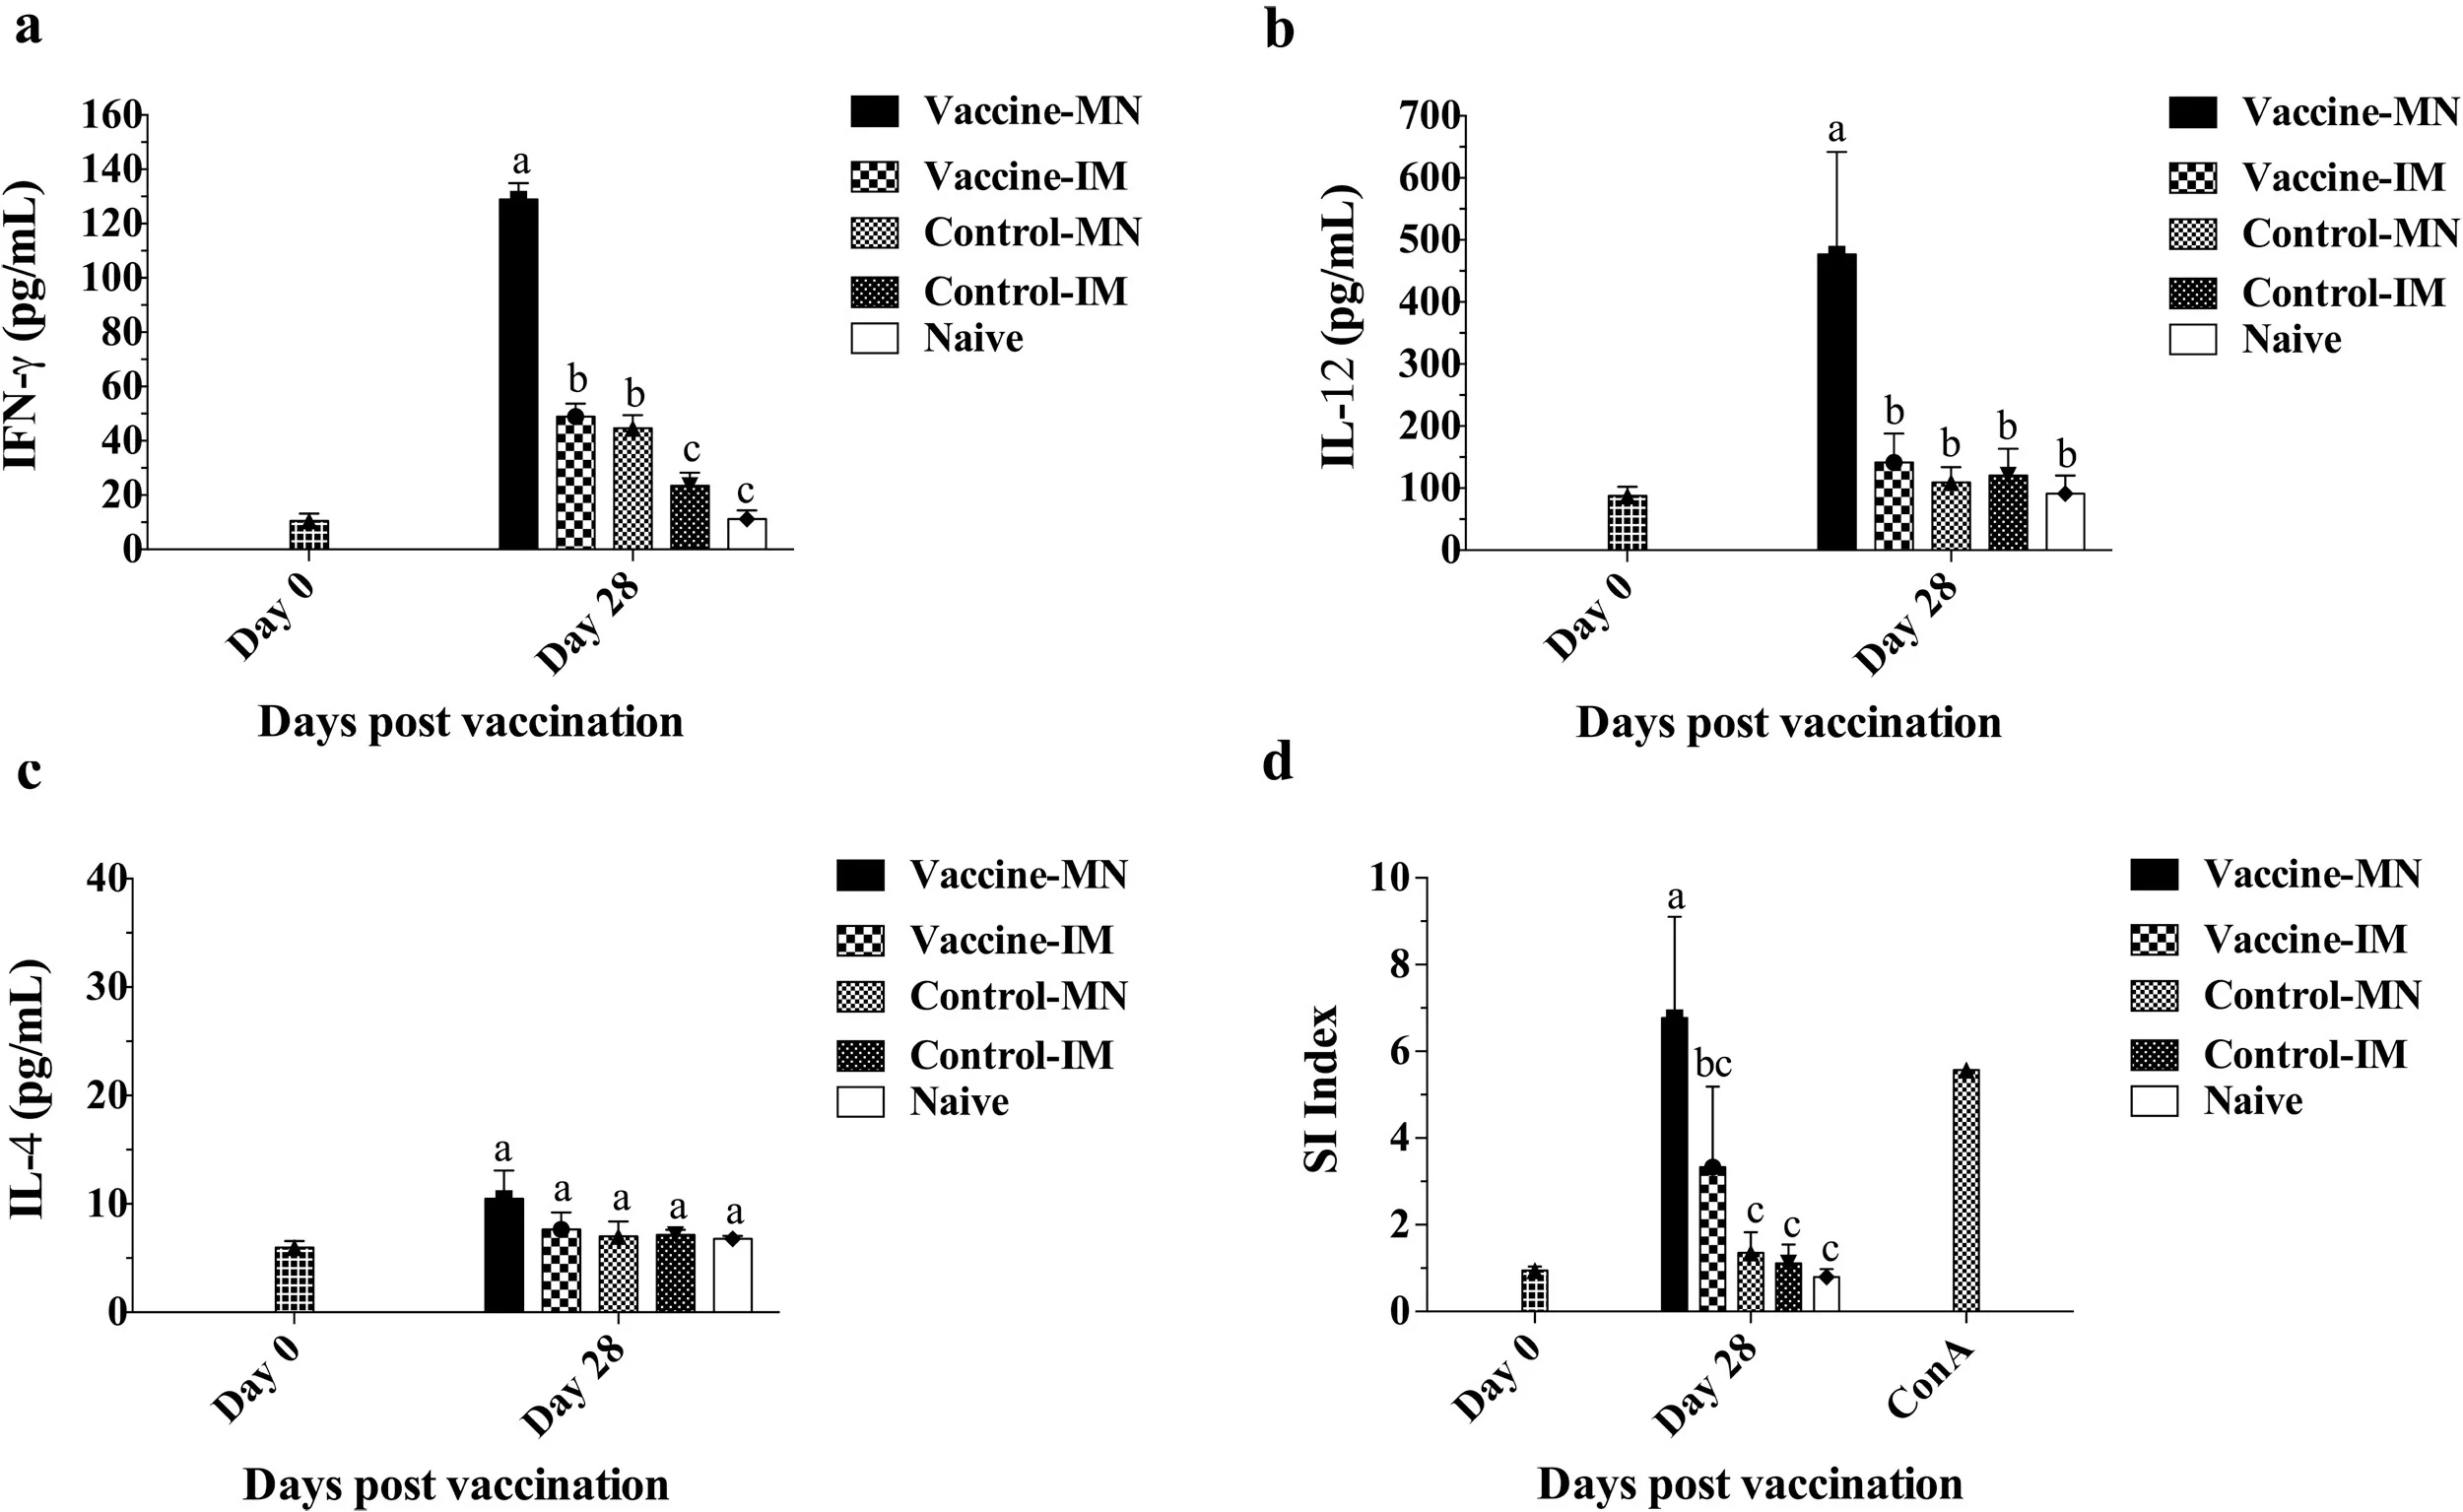 a
IFN-γ (pg/mL)
160
140
120
100
80
60
40
20
0
a
b
b
c
c
Day 0
Day 28
Days post vaccination
Vaccine-MN
Vaccine-IM
Control-MN
Control-IM
Naive
b
IL-12 (pg/mL)
700
600
500
400
300
200
100
0
a
b
b
b
b
Day 0
Day 28
Days post vaccination
Vaccine-MN
Vaccine-IM
Control-MN
Control-IM
Naive
c
IL-4 (pg/mL)
40
30
20
10
0
a
a
a
a
a
Day 0
Day 28
Days post vaccination
Vaccine-MN
Vaccine-IM
Control-MN
Control-IM
Naive
d
SI Index
10
8
6
4
2
0
a
bc
c
c
c
Day 0
Day 28
ConA
Days post vaccination
Vaccine-MN
Vaccine-IM
Control-MN
Control-IM
Naive